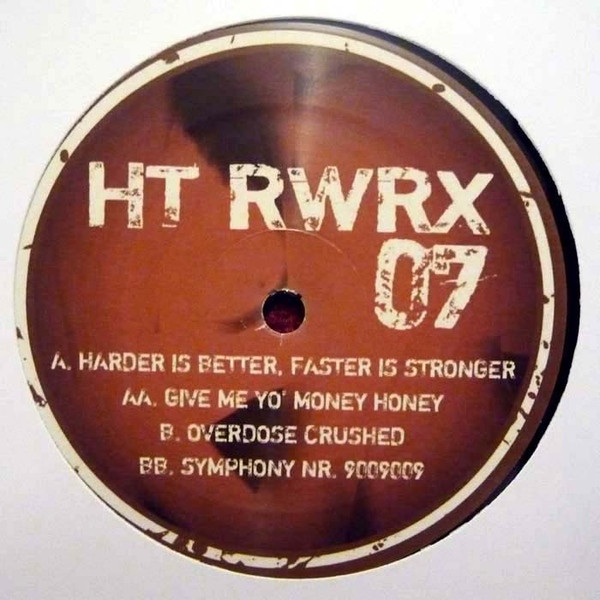 HT RWRX
07
A. HARDER IS BETTER, FASTER IS STRONGER
AA. GIVE ME YO' MONEY HONEY
B. OVERDOSE CRUSHED
BB. SYMPHONY NR. 9009009